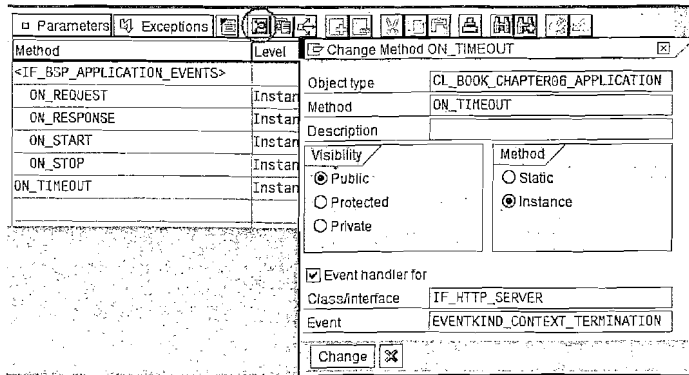 Parameters Exceptions
Method Level
<IF_BSP_APPLICATION_EVENTS>
ON_REQUEST Instan
ON_RESPONSE Instan
ON_START Instan
ON_STOP Instan
ON_TIMEOUT Instan
Change Method ON_TIMEOUT
Object type CL_BOOK_CHAPTER06_APPLICATION
Method ON_TIMEOUT
Description
Visibility
Public
Protected
Private
Method
Static
Instance
Event handler for
Class/interface IF_HTTP_SERVER
Event EVENTKIND_CONTEXT_TERMINATION
Change